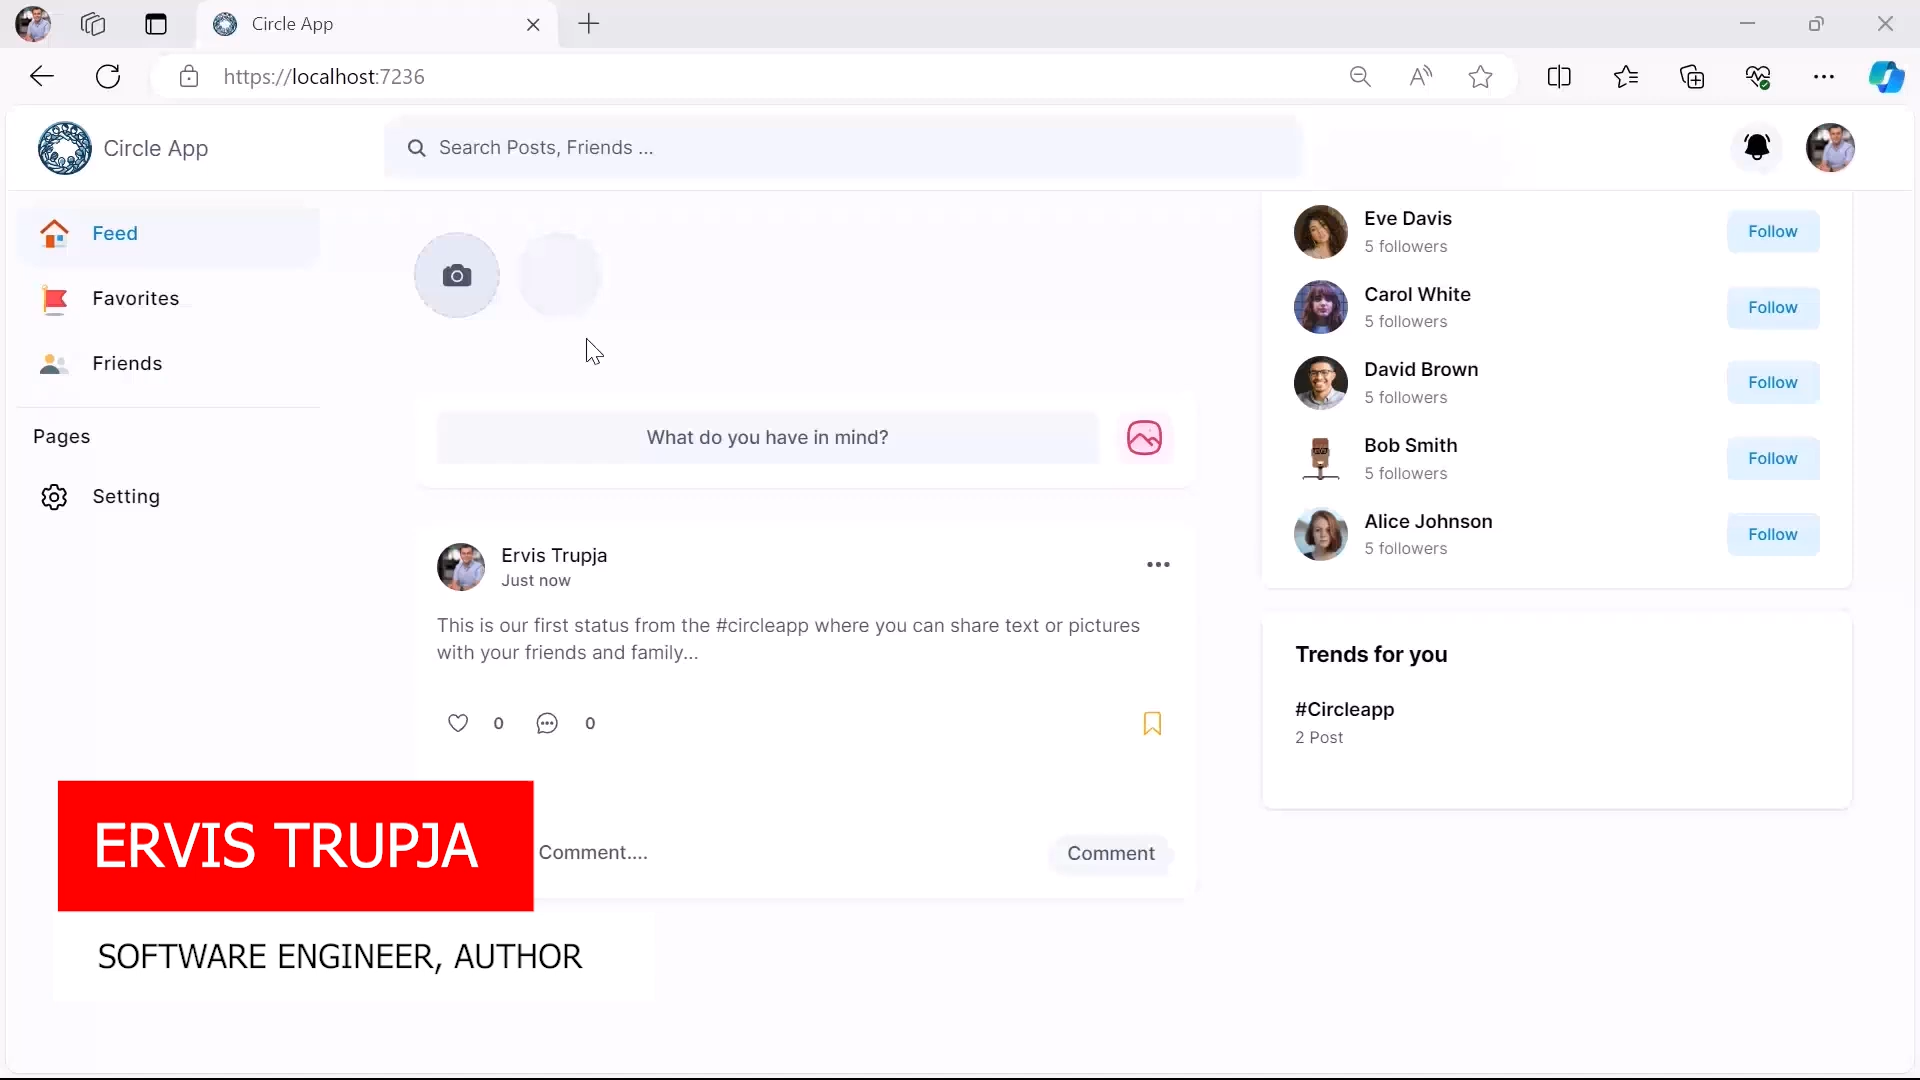 Circle App
https://localhost:7236
Circle App
Search Posts, Friends ...
Feed
Favorites
Friends
Pages
Setting
What do you have in mind?
Ervis Trupja
Just now
This is our first status from the #circleapp where you can share text or pictures
with your friends and family...
0
0
Comment....
Comment
Eve Davis
5 followers
Follow
Carol White
5 followers
Follow
David Brown
5 followers
Follow
Bob Smith
5 followers
Follow
Alice Johnson
5 followers
Follow
Trends for you
#Circleapp
2 Post
ERVIS TRUPJA
SOFTWARE ENGINEER, AUTHOR